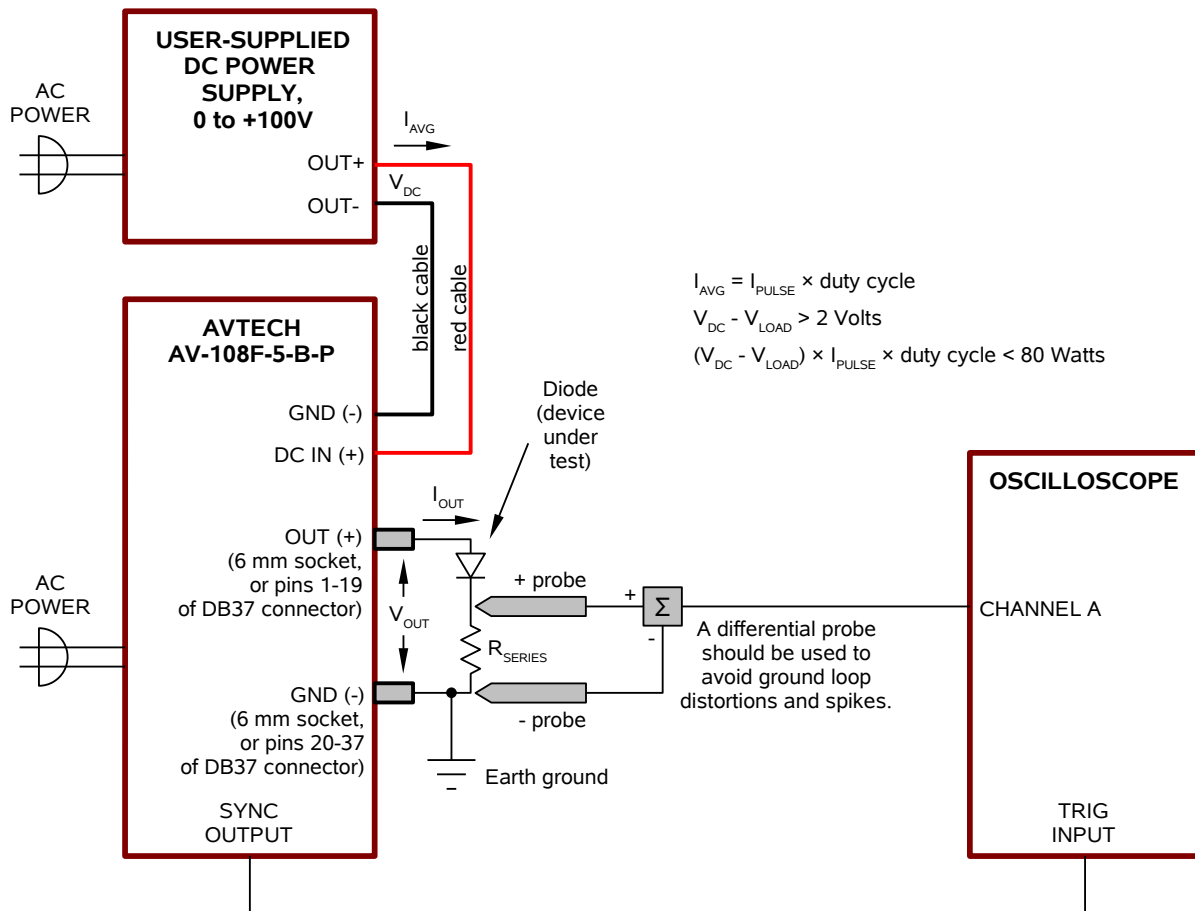 USER-SUPPLIED
DC POWER
SUPPLY,
0 to +100V
AC
POWER
I_AVG
OUT+
V_DC
OUT-
black cable
red cable
I_AVG = I_PULSE × duty cycle
V_DC - V_LOAD > 2 Volts
(V_DC - V_LOAD) × I_PULSE × duty cycle < 80 Watts
AVTECH
AV-108F-5-B-P
GND (-)
DC IN (+)
Diode
(device
under
test)
OSCILLOSCOPE
I_OUT
OUT (+)
(6 mm socket,
or pins 1-19
of DB37 connector)
AC
POWER
V_OUT
+ probe
+
Σ
-
CHANNEL A
R_SERIES
A differential probe
should be used to
avoid ground loop
distortions and spikes.
GND (-)
(6 mm socket,
or pins 20-37
of DB37 connector)
- probe
Earth ground
SYNC
OUTPUT
TRIG
INPUT